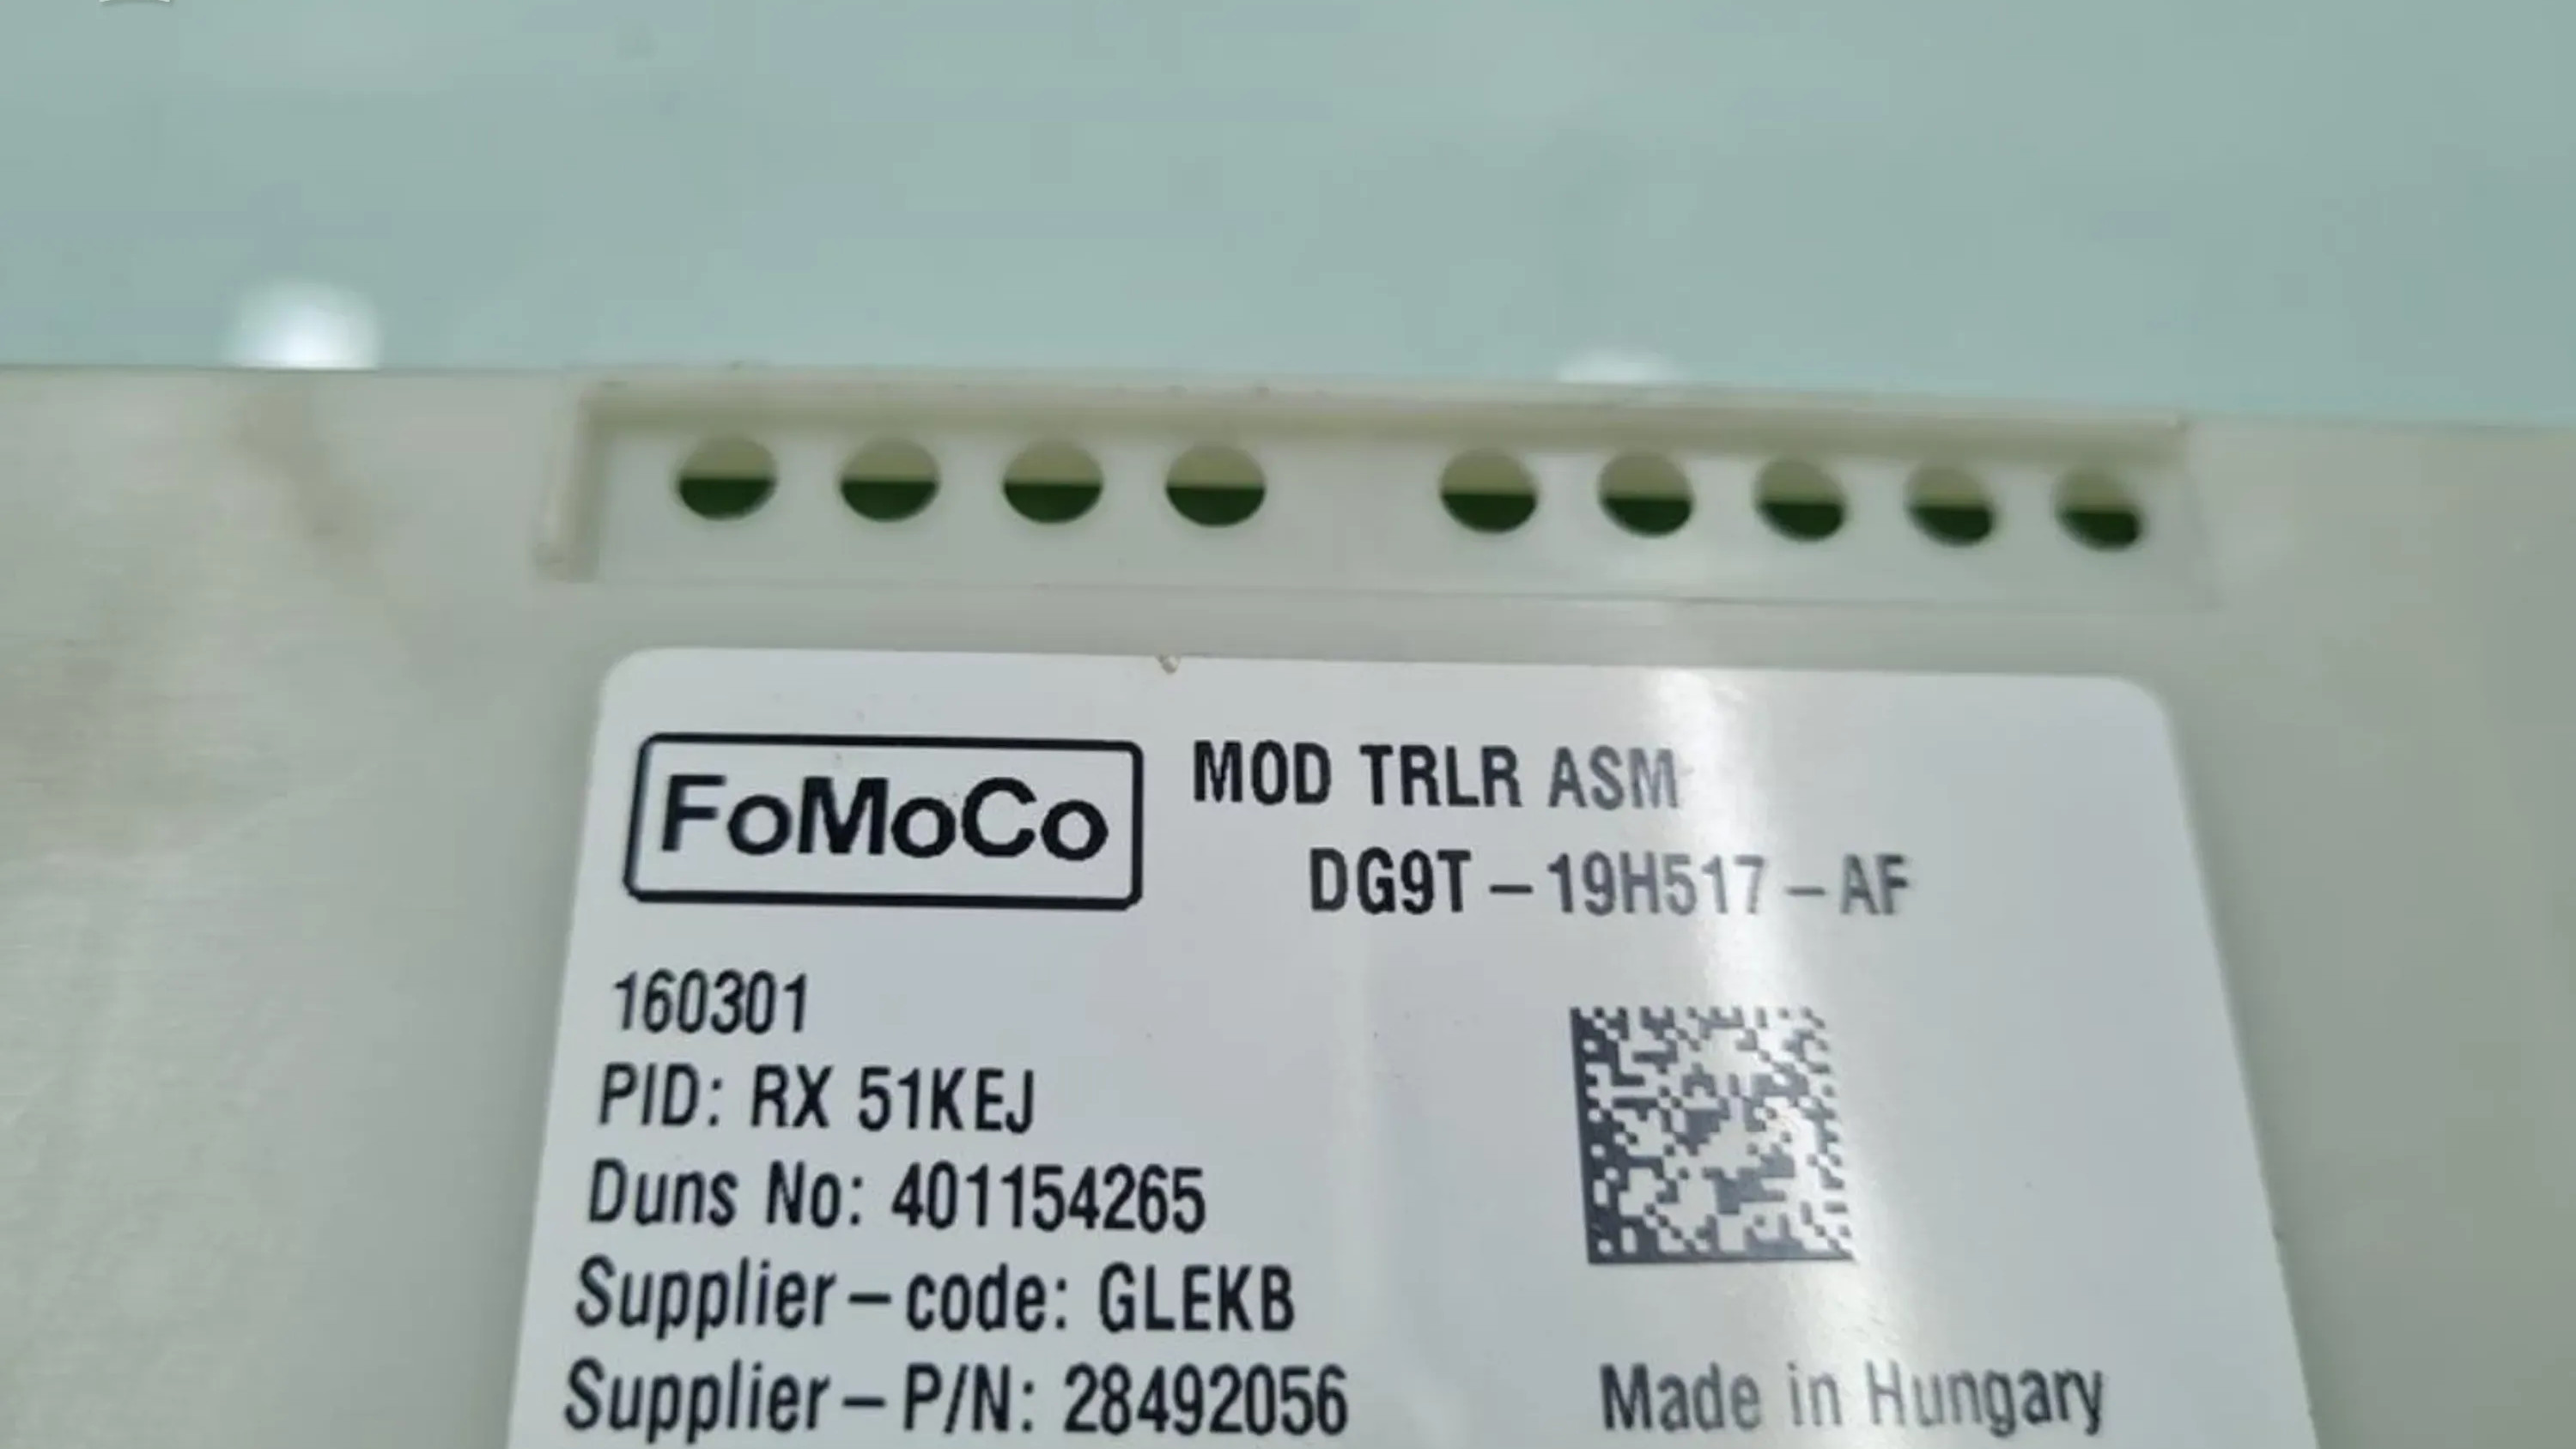 FoMoCo MOD TRLR ASM
DG9T-19H517-AF
160301
PID: RX 51KEJ
Duns No: 401154265
Supplier-code: GLEKB
Supplier-P/N: 28492056
Made in Hungary